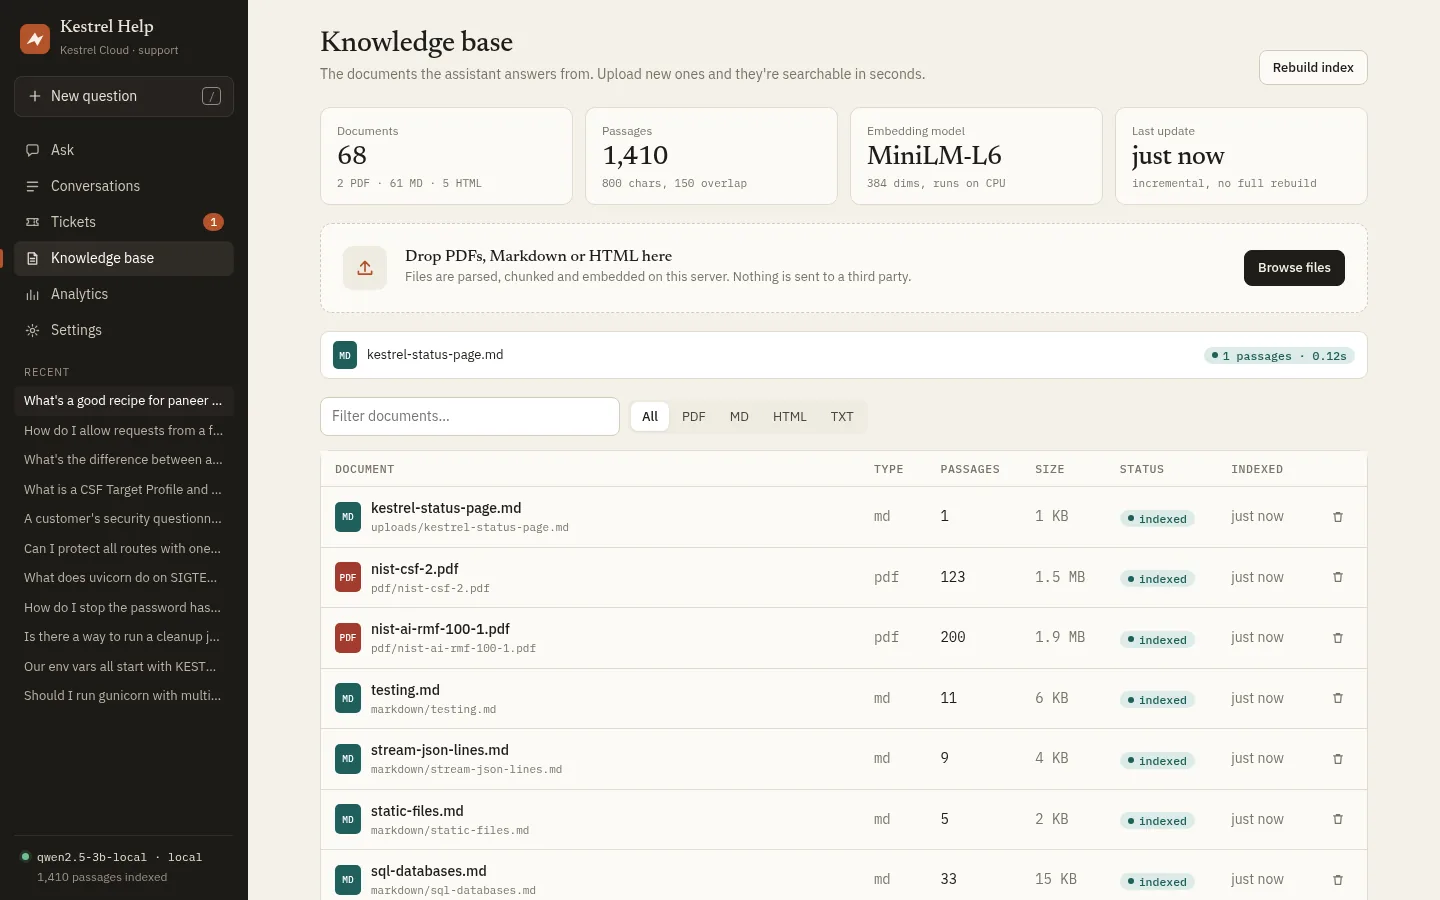 Kestrel Help
Kestrel Cloud · support
New question
/
Ask
Conversations
Tickets
1
Knowledge base
Analytics
Settings
RECENT
What's a good recipe for paneer ...
How do I allow requests from a f...
What's the difference between a...
What is a CSF Target Profile and ...
A customer's security questionn...
Can I protect all routes with one...
What does uvicorn do on SIGTE...
How do I stop the password has...
Is there a way to run a cleanup j...
Our env vars all start with KEST...
Should I run gunicorn with multi...
qwen2.5-3b-local · local
1,410 passages indexed
Knowledge base
The documents the assistant answers from. Upload new ones and they're searchable in seconds.
Rebuild index
Documents
68
2 PDF · 61 MD · 5 HTML
Passages
1,410
800 chars, 150 overlap
Embedding model
MiniLM-L6
384 dims, runs on CPU
Last update
just now
incremental, no full rebuild
Drop PDFs, Markdown or HTML here
Files are parsed, chunked and embedded on this server. Nothing is sent to a third party.
Browse files
MD kestrel-status-page.md 1 passages · 0.12s
Filter documents...
All PDF MD HTML TXT
DOCUMENT TYPE PASSAGES SIZE STATUS INDEXED
MD kestrel-status-page.md md 1 1 KB indexed just now
uploads/kestrel-status-page.md
PDF nist-csf-2.pdf pdf 123 1.5 MB indexed just now
pdf/nist-csf-2.pdf
PDF nist-ai-rmf-100-1.pdf pdf 200 1.9 MB indexed just now
pdf/nist-ai-rmf-100-1.pdf
MD testing.md md 11 6 KB indexed just now
markdown/testing.md
MD stream-json-lines.md md 9 4 KB indexed just now
markdown/stream-json-lines.md
MD static-files.md md 5 2 KB indexed just now
markdown/static-files.md
MD sql-databases.md md 33 15 KB indexed just now
markdown/sql-databases.md